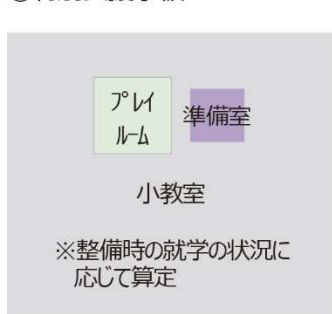 プレイ
ルーム
準備室
小教室
※整備時の就学の状況に
応じて算定